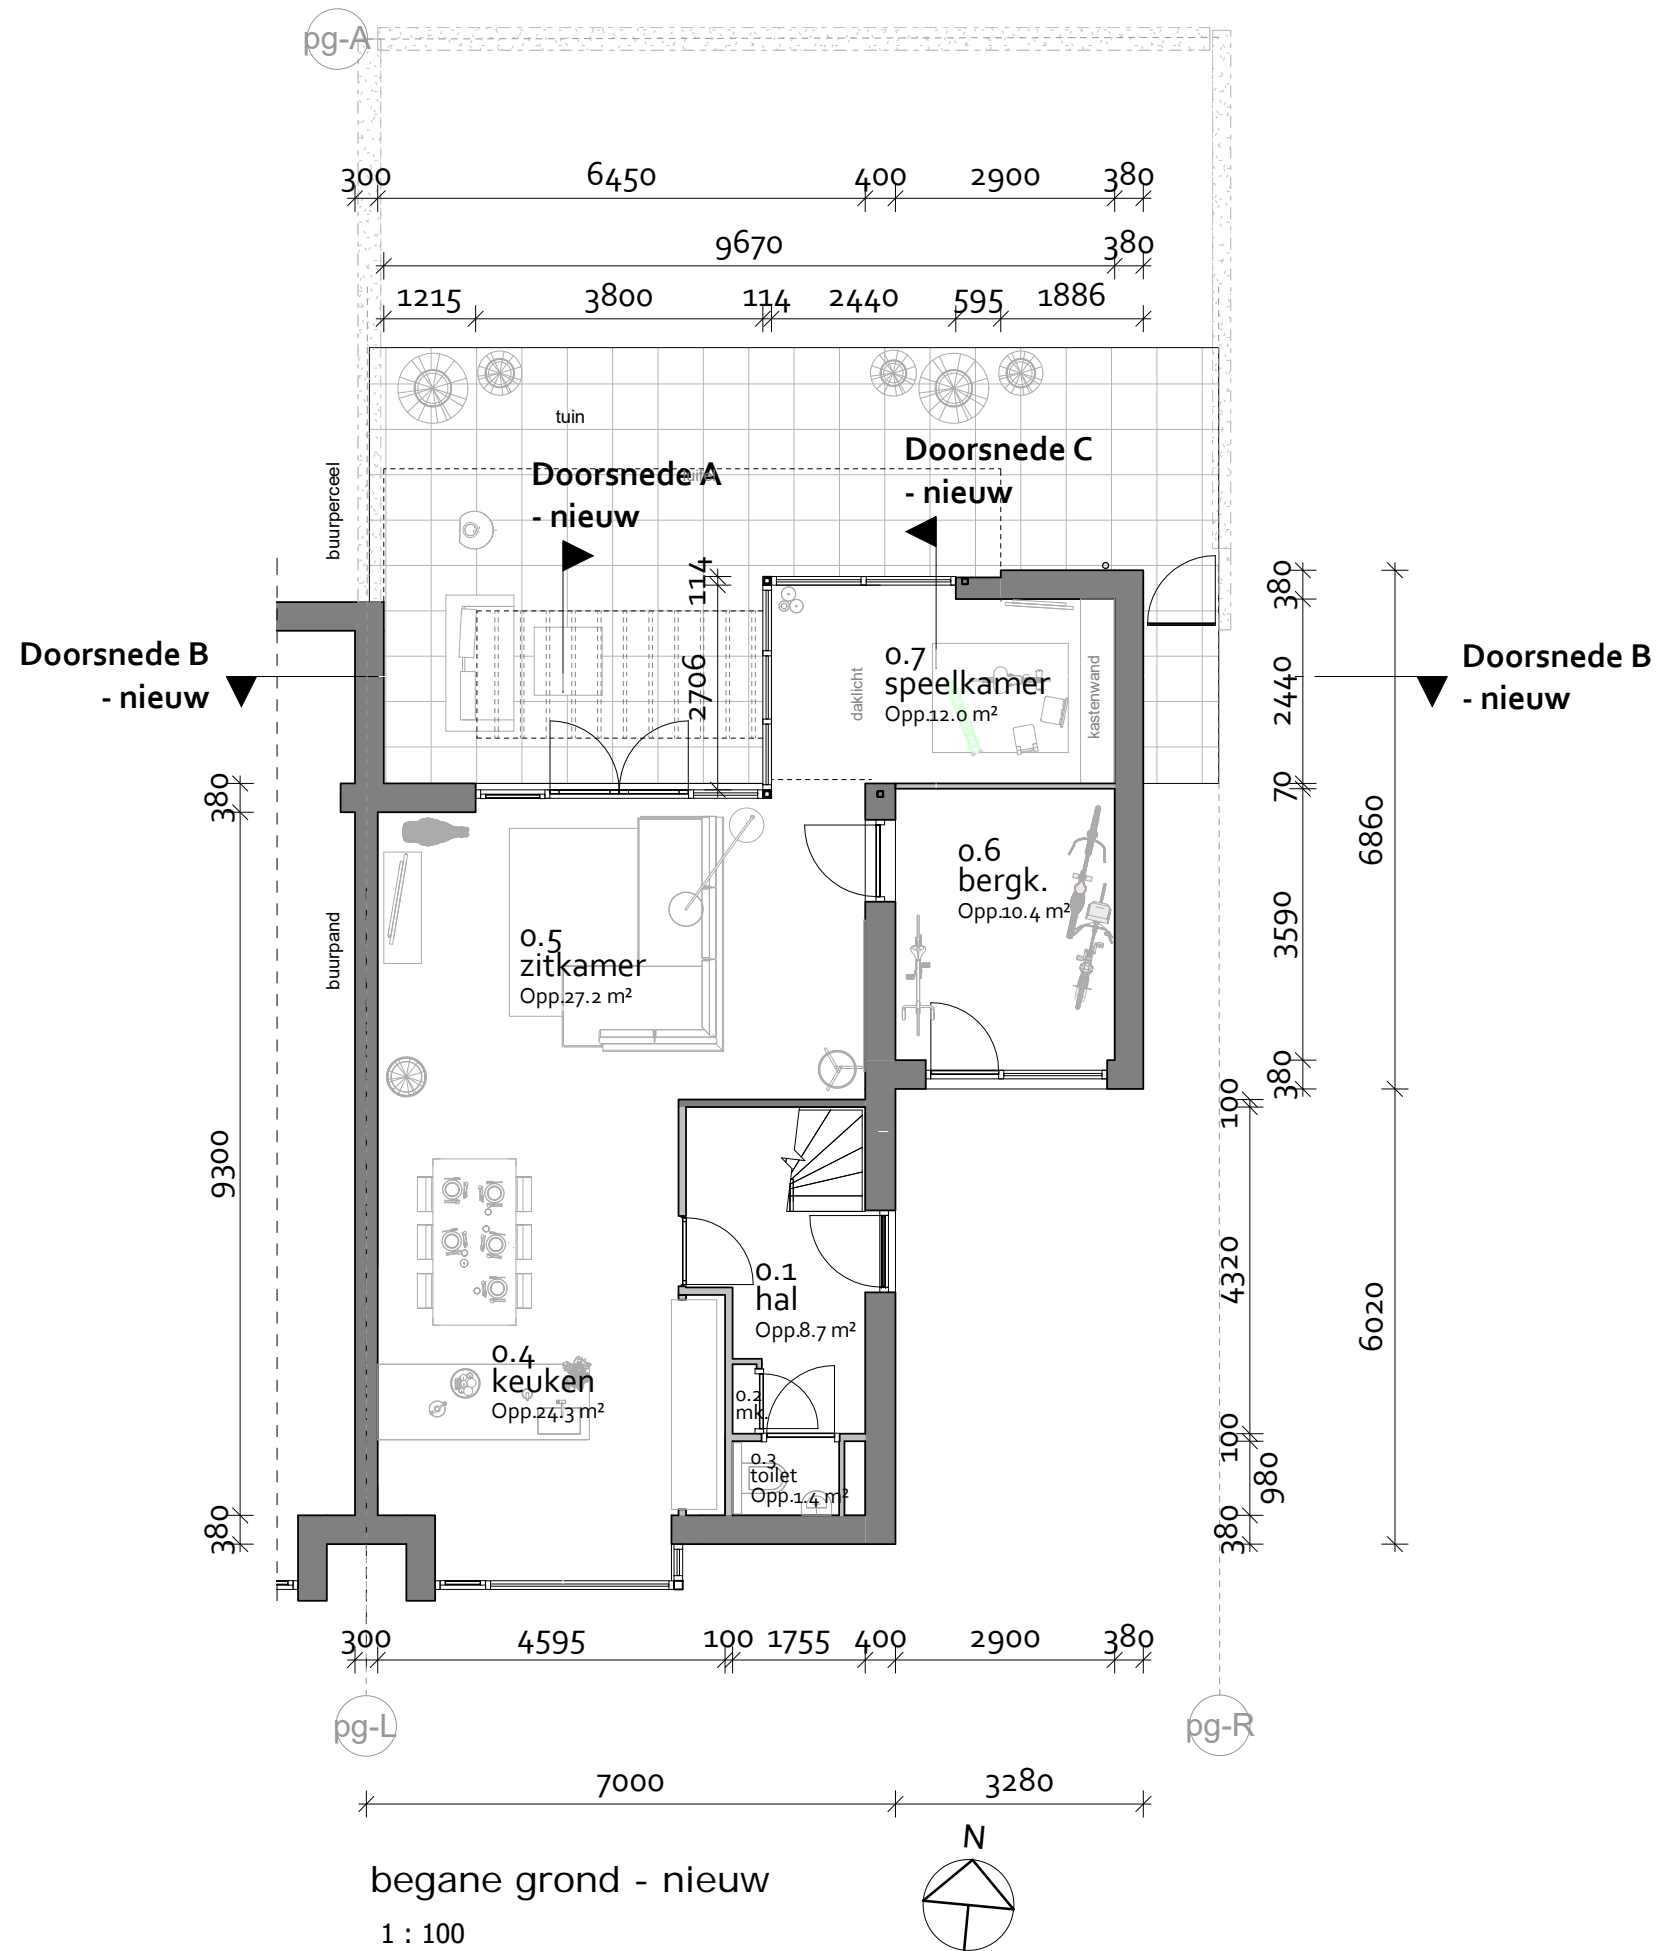 pg-A
300 6450 400 2900 380
9670 380
1215 3800 114 2440 595 1886
tuin
Doorsnede A
- nieuw
luifel
Doorsnede C
- nieuw
buurperceel
114
2706
Doorsnede B
- nieuw
Doorsnede B
- nieuw
daklicht
0.7
speelkamer
Opp.12.0 m²
kastenwand
380
2440
70
3590
380
6860
6020
380
9300
380
buurpand
0.5
zitkamer
Opp.27.2 m²
0.6
bergk.
Opp.10.4 m²
100
4320
100
980
380
0.1
hal
Opp.8.7 m²
0.4
keuken
Opp.24.3 m²
0.2
mk.
0.3
toilet
Opp.1.4 m²
300 4595 100 1755 400 2900 380
pg-L
pg-R
7000 3280
N
begane grond - nieuw
1 : 100